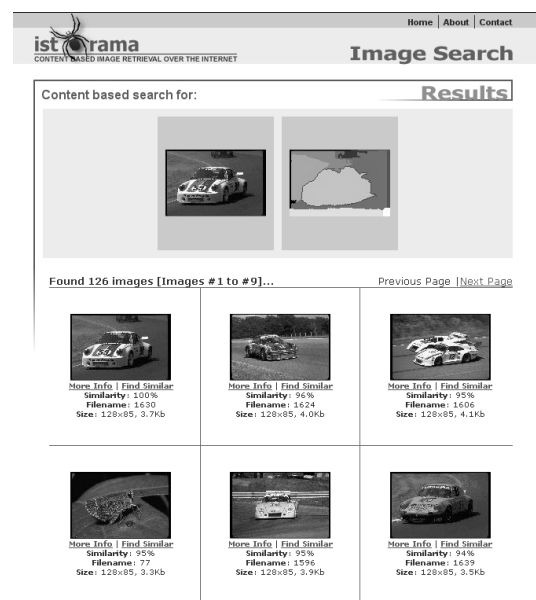 Home | About | Contact
ist rama
CONTENT BASED IMAGE RETRIEVAL OVER THE INTERNET
Image Search
Content based search for:
Results
Found 126 images [Images #1 to #9]...
Previous Page |Next Page
More Info | Find Similar
Similarity: 100%
Filename: 1630
Size: 128x85, 3.7Kb
More Info | Find Similar
Similarity: 96%
Filename: 1624
Size: 128x85, 4.0Kb
More Info | Find Similar
Similarity: 95%
Filename: 1606
Size: 128x85, 4.1Kb
More Info | Find Similar
Similarity: 95%
Filename: 77
Size: 128x85, 3.3Kb
More Info | Find Similar
Similarity: 95%
Filename: 1596
Size: 128x85, 3.9Kb
More Info | Find Similar
Similarity: 94%
Filename: 1639
Size: 128x85, 3.5Kb